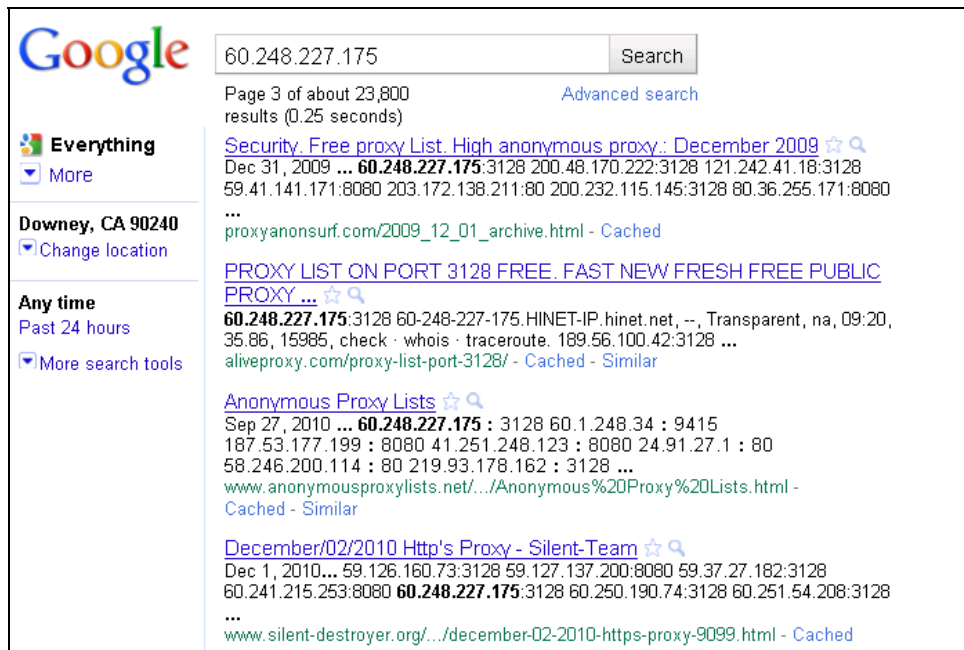 Google
60.248.227.175
Search
Page 3 of about 23,800
results (0.25 seconds)
Advanced search
Everything
More
Downey, CA 90240
Change location
Any time
Past 24 hours
More search tools
Security. Free proxy List. High anonymous proxy.: December 2009
Dec 31, 2009 ... 60.248.227.175:3128 200.48.170.222:3128 121.242.41.18:3128
59.41.141.171:8080 203.172.138.211:80 200.232.115.145:3128 80.36.255.171:8080
...
proxyanonsurf.com/2009_12_01_archive.html - Cached
PROXY LIST ON PORT 3128 FREE. FAST NEW FRESH FREE PUBLIC
PROXY ...
60.248.227.175:3128 60-248-227-175.HINET-IP.hinet.net, --, Transparent, na, 09:20,
35.86, 15985, check · whois · traceroute. 189.56.100.42:3128 ...
aliveproxy.com/proxy-list-port-3128/ - Cached - Similar
Anonymous Proxy Lists
Sep 27, 2010 ... 60.248.227.175 : 3128 60.1.248.34 : 9415
187.53.177.199 : 8080 41.251.248.123 : 8080 24.91.27.1 : 80
58.246.200.114 : 80 219.93.178.162 : 3128 ...
www.anonymousproxylists.net/.../Anonymous%20Proxy%20Lists.html -
Cached - Similar
December/02/2010 Http's Proxy - Silent-Team
Dec 1, 2010... 59.126.160.73:3128 59.127.137.200:8080 59.37.27.182:3128
60.241.215.253:8080 60.248.227.175:3128 60.250.190.74:3128 60.251.54.208:3128
...
www.silent-destroyer.org/.../december-02-2010-https-proxy-9099.html - Cached